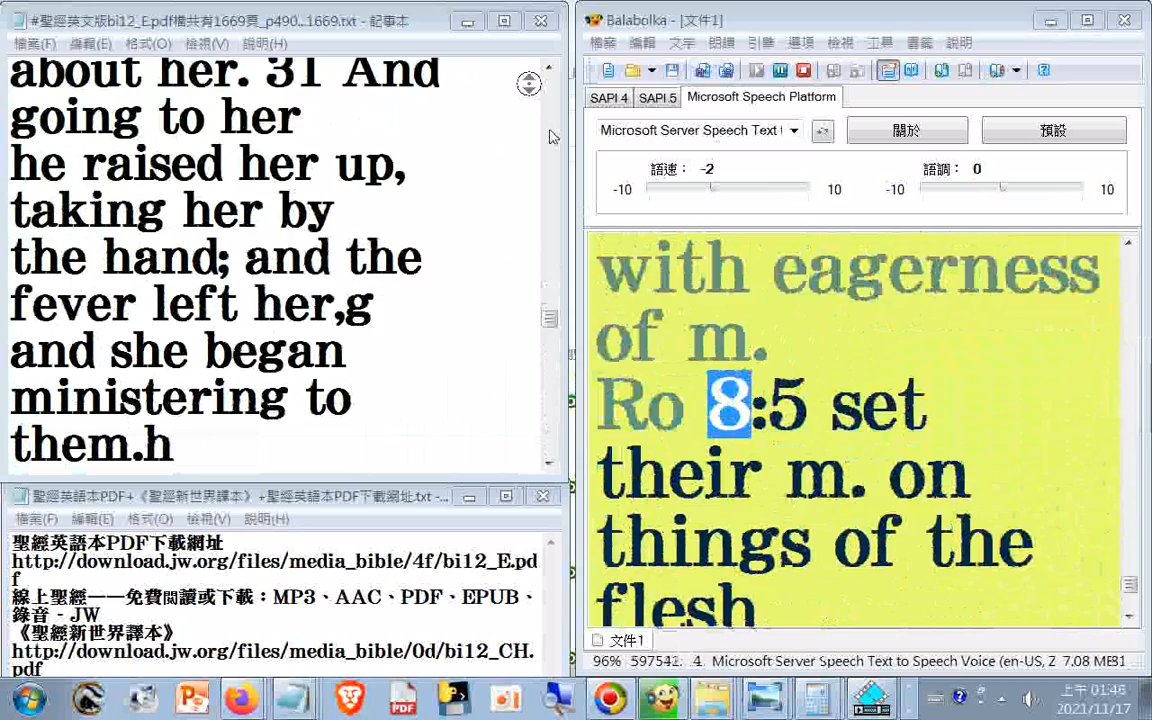 #聖經英文版bi12_E.pdf檔共有1669頁_p490...1669.txt - 記事本
檔案(F) 編輯(E) 格式(O) 檢視(V) 說明(H)
about her. 31 And
going to her
he raised her up,
taking her by
the hand; and the
fever left her,g
and she began
ministering to
them.h
聖經英語本PDF+《聖經新世界譯本》+聖經英語本PDF下載網址.txt - ...
檔案(F) 編輯(E) 格式(O) 檢視(V) 說明(H)
聖經英語本PDF下載網址
http://download.jw.org/files/media_bible/4f/bi12_E.pd
f
線上聖經──免費閱讀或下載：MP3、AAC、PDF、EPUB、
錄音 - JW
《聖經新世界譯本》
http://download.jw.org/files/media_bible/0d/bi12_CH.
pdf
Balabolka - [文件1]
檔案 編輯 文字 朗讀 引擎 選項 檢視 工具 書籤 說明
SAPI 4 SAPI 5 Microsoft Speech Platform
Microsoft Server Speech Text 關於 預設
語速： -2 語調： 0
-10 10 -10 10
with eagerness
of m.
Ro 8:5 set
their m. on
things of the
flesh
文件1
96% 597542. 4. Microsoft Server Speech Text to Speech Voice (en-US, Z 7.08 MB
上午 01:46
2021/11/17